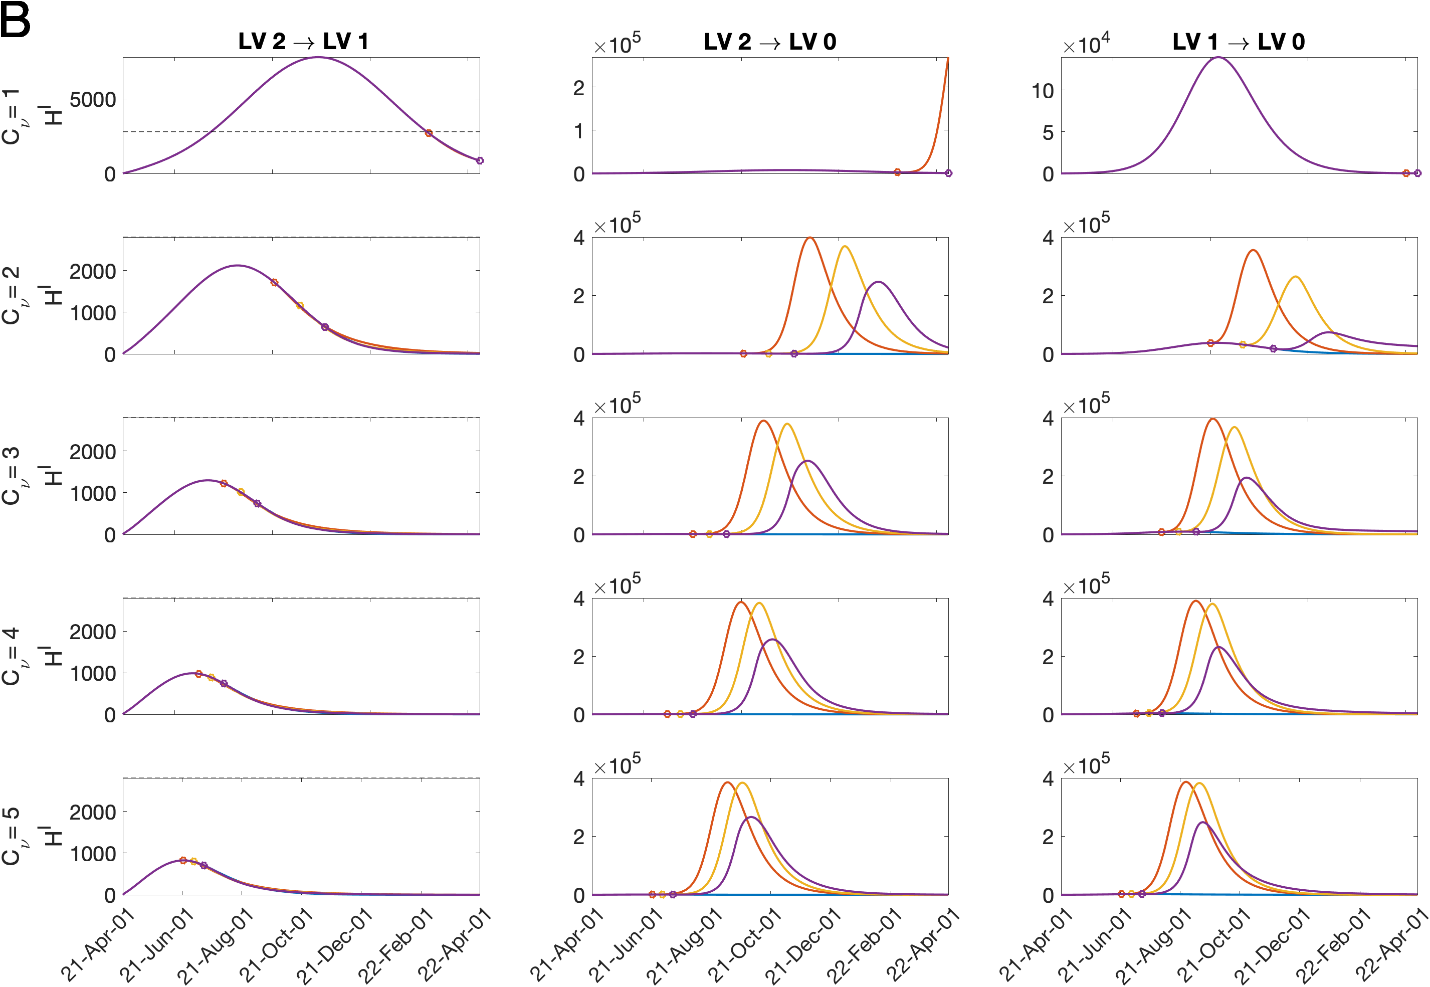 B
LV 2 → LV 1
LV 2 → LV 0
LV 1 → LV 0
×10^5
×10^4
C_ν = 1
H^I
5000
0
2
1
0
10
5
0
×10^5
×10^5
C_ν = 2
H^I
2000
1000
0
4
2
0
4
2
0
×10^5
×10^5
C_ν = 3
H^I
2000
1000
0
4
2
0
4
2
0
×10^5
×10^5
C_ν = 4
H^I
2000
1000
0
4
2
0
4
2
0
×10^5
×10^5
C_ν = 5
H^I
2000
1000
0
4
2
0
4
2
0
21-Apr-01
21-Jun-01
21-Aug-01
21-Oct-01
21-Dec-01
22-Feb-01
22-Apr-01
21-Apr-01
21-Jun-01
21-Aug-01
21-Oct-01
21-Dec-01
22-Feb-01
22-Apr-01
21-Apr-01
21-Jun-01
21-Aug-01
21-Oct-01
21-Dec-01
22-Feb-01
22-Apr-01